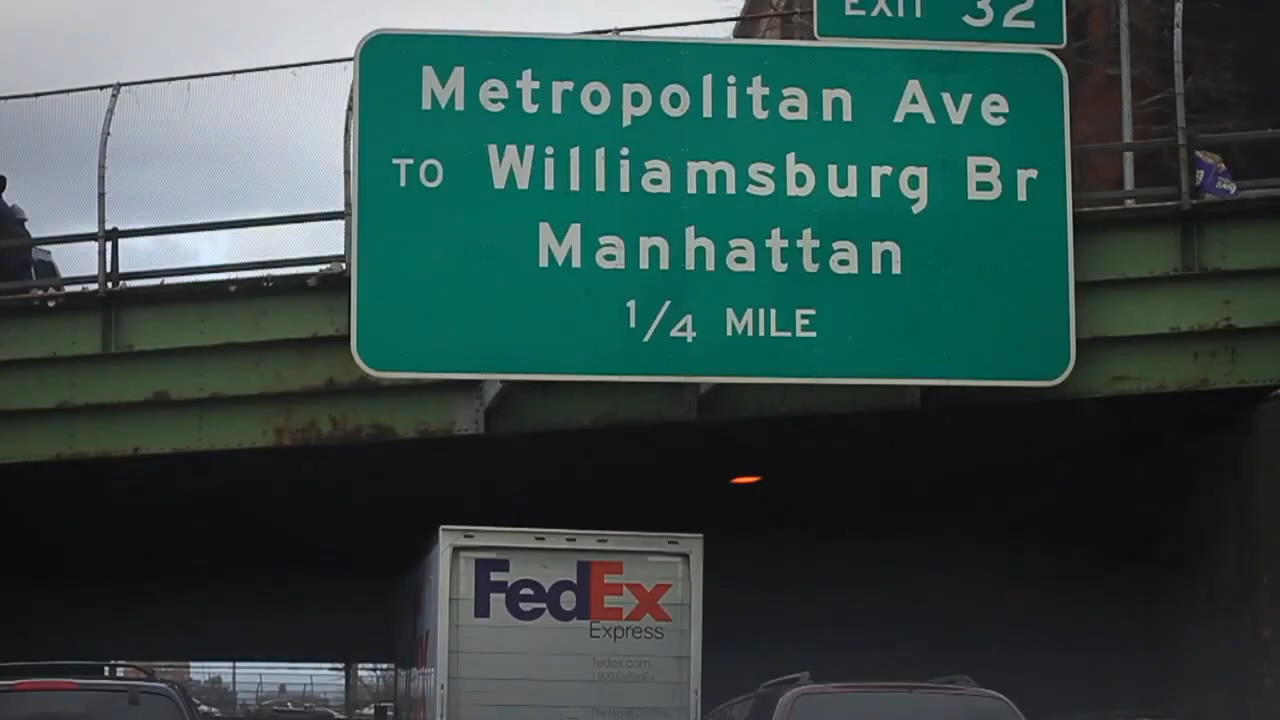 EXIT 32
Metropolitan Ave
TO Williamsburg Br
Manhattan
1/4 MILE
FedEx
Express
fedex.com